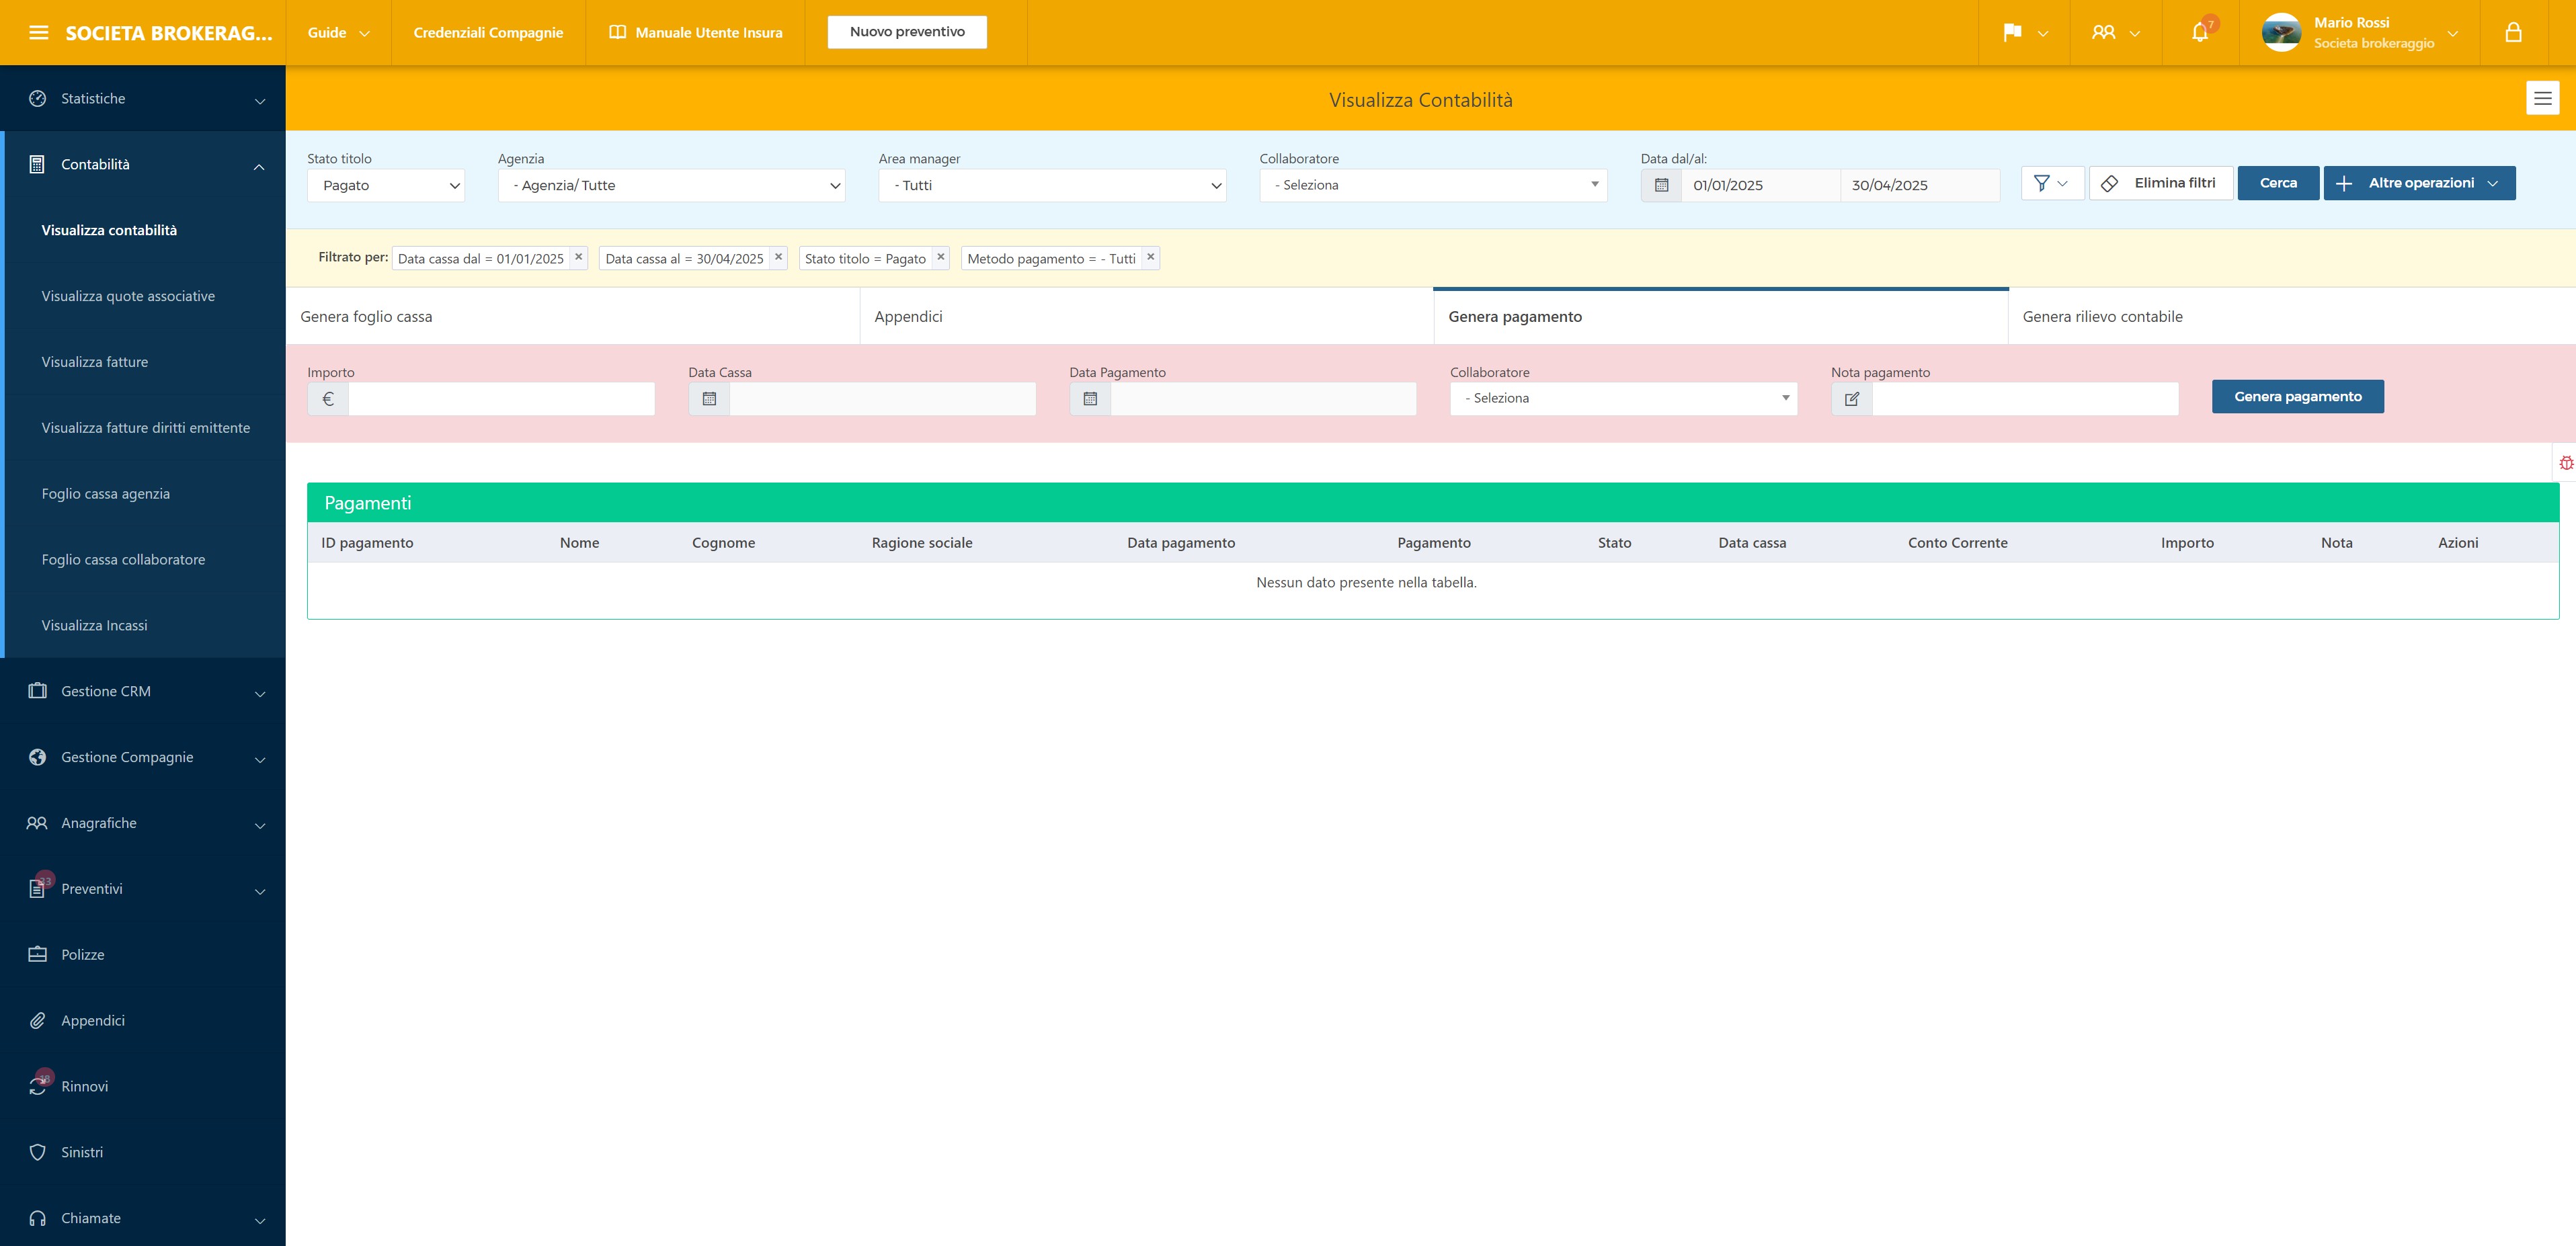 SOCIETA BROKERAG...
Guide
Credenziali Compagnie
Manuale Utente Insura
Nuovo preventivo
7
Mario Rossi
Societa brokeraggio
Statistiche
Contabilità
Visualizza contabilità
Visualizza quote associative
Visualizza fatture
Visualizza fatture diritti emittente
Foglio cassa agenzia
Foglio cassa collaboratore
Visualizza Incassi
Gestione CRM
Gestione Compagnie
Anagrafiche
Preventivi
Polizze
Appendici
Rinnovi
Sinistri
Chiamate
Visualizza Contabilità
Stato titolo
Agenzia
Area manager
Collaboratore
Data dal/al:
Pagato
- Agenzia/ Tutte
- Tutti
- Seleziona
01/01/2025
30/04/2025
Elimina filtri
Cerca
Altre operazioni
Filtrato per: Data cassa dal = 01/01/2025 × Data cassa al = 30/04/2025 × Stato titolo = Pagato × Metodo pagamento = - Tutti ×
Genera foglio cassa
Appendici
Genera pagamento
Genera rilievo contabile
Importo
Data Cassa
Data Pagamento
Collaboratore
Nota pagamento
€
- Seleziona
Genera pagamento
Pagamenti
ID pagamento Nome Cognome Ragione sociale Data pagamento Pagamento Stato Data cassa Conto Corrente Importo Nota Azioni
Nessun dato presente nella tabella.